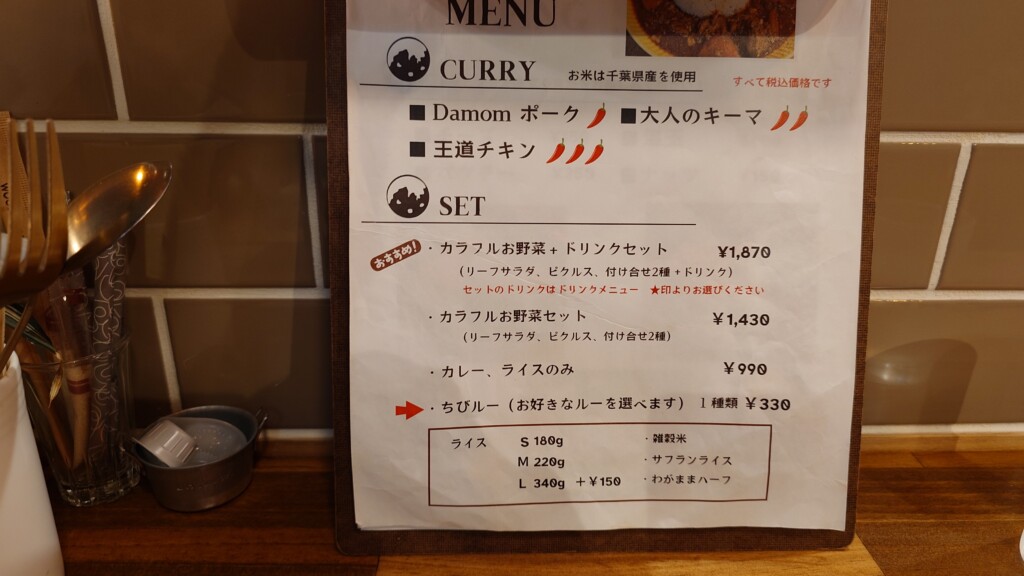 MENU
CURRY お米は千葉県産を使用 すべて税込価格です
■ Damom ポーク ■大人のキーマ
■ 王道チキン
SET
おすすめ! ・カラフルお野菜+ドリンクセット ¥1,870
(リーフサラダ、ピクルス、付け合せ2種+ドリンク)
セットのドリンクはドリンクメニュー ★印よりお選びください
・カラフルお野菜セット ¥1,430
(リーフサラダ、ピクルス、付け合せ2種)
・カレー、ライスのみ ¥990
・ちびルー(お好きなルーを選べます) 1種類 ¥330
ライス S 180g ・雑穀米
M 220g ・サフランライス
L 340g +¥150 ・わがままハーフ